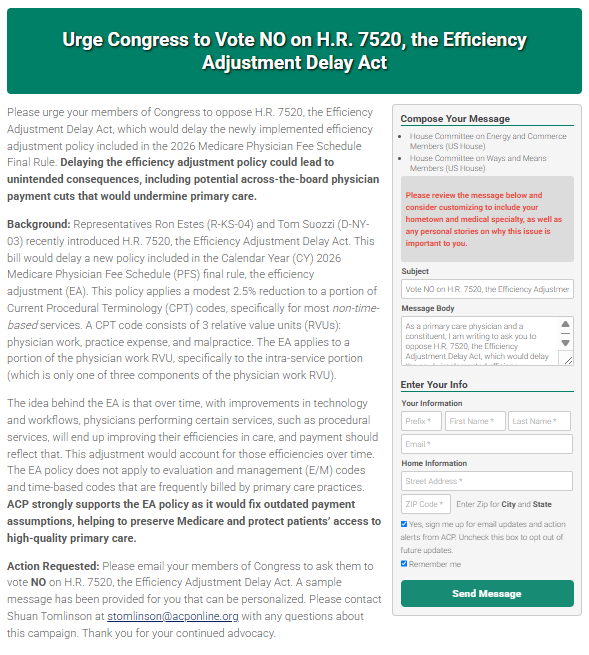 Urge Congress to Vote NO on H.R. 7520, the Efficiency
Adjustment Delay Act
Please urge your members of Congress to oppose H.R. 7520, the Efficiency
Adjustment Delay Act, which would delay the newly implemented efficiency
adjustment policy included in the 2026 Medicare Physician Fee Schedule
Final Rule. Delaying the efficiency adjustment policy could lead to
unintended consequences, including potential across-the-board physician
payment cuts that would undermine primary care.
Background: Representatives Ron Estes (R-KS-04) and Tom Suozzi (D-NY-
03) recently introduced H.R. 7520, the Efficiency Adjustment Delay Act. This
bill would delay a new policy included in the Calendar Year (CY) 2026
Medicare Physician Fee Schedule (PFS) final rule, the efficiency
adjustment (EA). This policy applies a modest 2.5% reduction to a portion of
Current Procedural Terminology (CPT) codes, specifically for most non-time-
based services. A CPT code consists of 3 relative value units (RVUs):
physician work, practice expense, and malpractice. The EA applies to a
portion of the physician work RVU, specifically to the intra-service portion
(which is only one of three components of the physician work RVU).
The idea behind the EA is that over time, with improvements in technology
and workflows, physicians performing certain services, such as procedural
services, will end up improving their efficiencies in care, and payment should
reflect that. This adjustment would account for those efficiencies over time.
The EA policy does not apply to evaluation and management (E/M) codes
and time-based codes that are frequently billed by primary care practices.
ACP strongly supports the EA policy as it would fix outdated payment
assumptions, helping to preserve Medicare and protect patients' access to
high-quality primary care.
Action Requested: Please email your members of Congress to ask them to
vote NO on H.R. 7520, the Efficiency Adjustment Delay Act. A sample
message has been provided for you that can be personalized. Please contact
Shuan Tomlinson at stomlinson@acponline.org with any questions about
this campaign. Thank you for your continued advocacy.
Compose Your Message
House Committee on Energy and Commerce
Members (US House)
House Committee on Ways and Means
Members (US House)
Please review the message below and
consider customizing to include your
hometown and medical specialty, as well as
any personal stories on why this issue is
important to you.
Subject
Vote NO on H.R. 7520, the Efficiency Adjustmer
Message Body
As a primary care physician and a
constituent, I am writing to ask you to
oppose H.R. 7520, the Efficiency
Adjustment Delay Act, which would delay
Enter Your Info
Your Information
Prefix * First Name * Last Name *
Email *
Home Information
Street Address *
ZIP Code * Enter Zip for City and State
Yes, sign me up for email updates and action
alerts from ACP. Uncheck this box to opt out of
future updates.
Remember me
Send Message